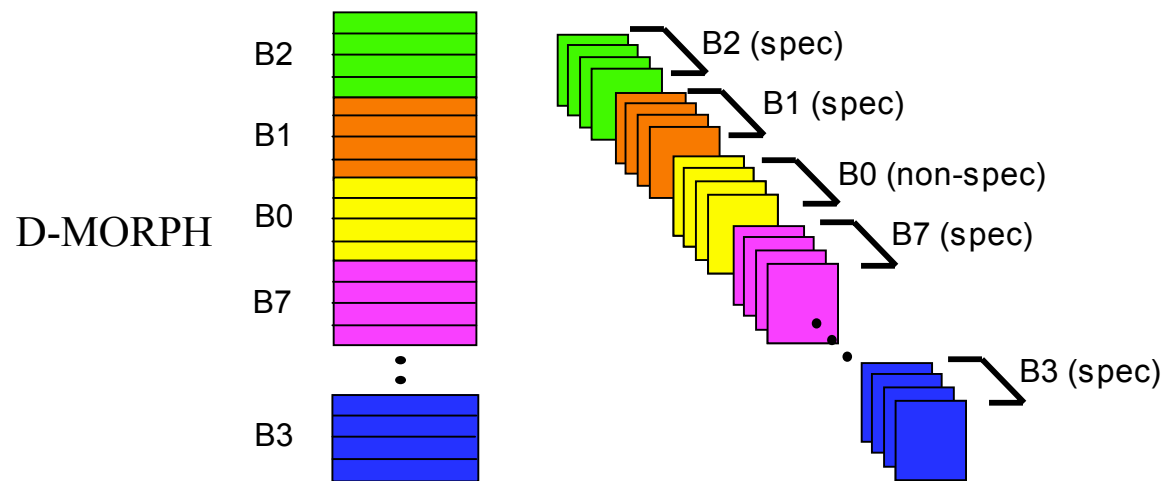 D-MORPH
B2
B1
B0
B7
B3
B2 (spec)
B1 (spec)
B0 (non-spec)
B7 (spec)
B3 (spec)